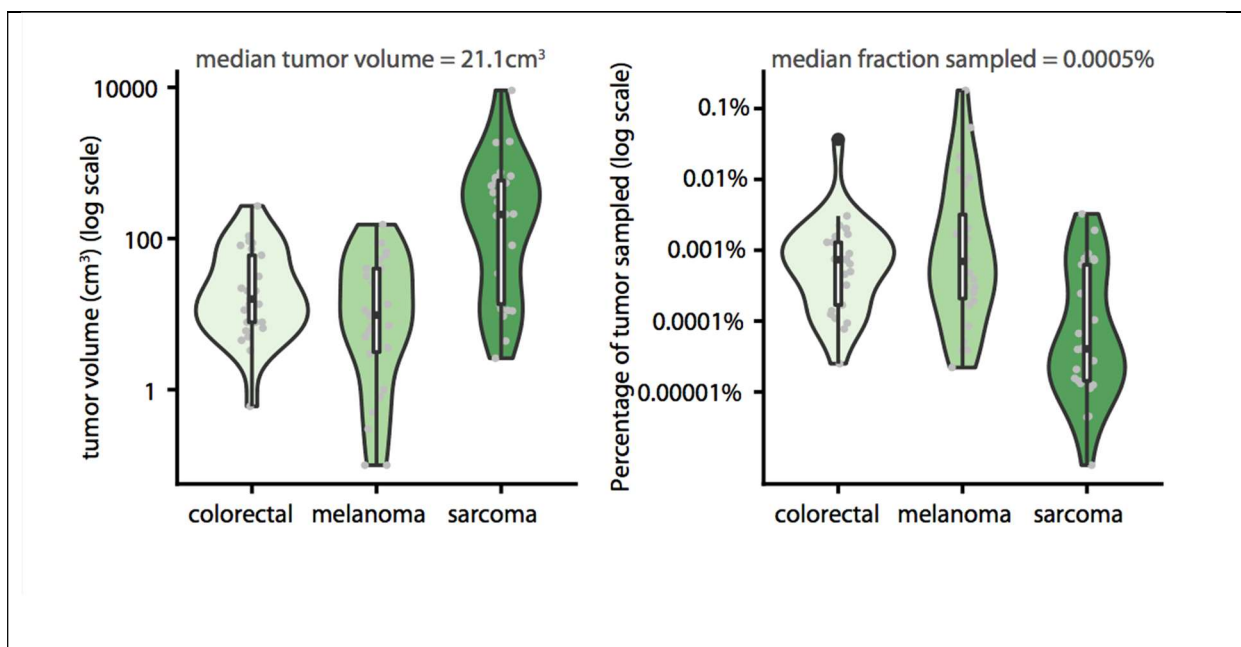 median tumor volume = 21.1cm³
tumor volume (cm³) (log scale)
10000
100
1
colorectal melanoma sarcoma
median fraction sampled = 0.0005%
Percentage of tumor sampled (log scale)
0.1%
0.01%
0.001%
0.0001%
0.00001%
colorectal melanoma sarcoma